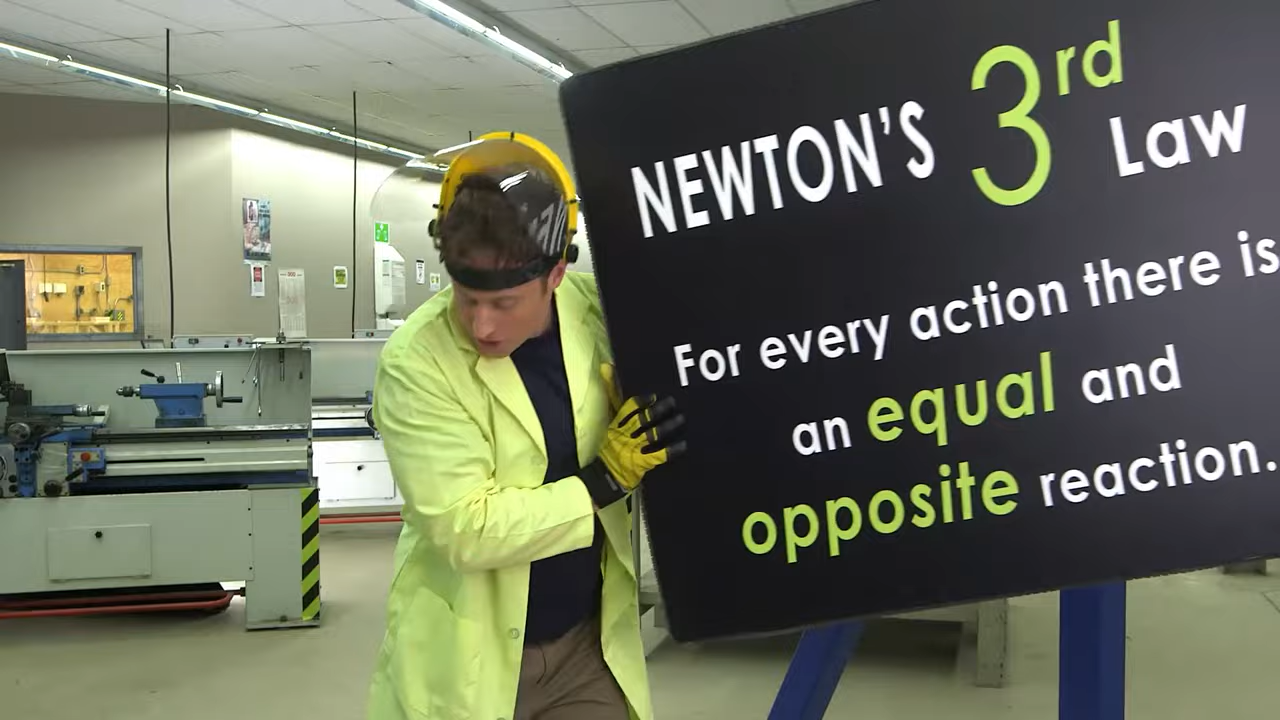 NEWTON'S 3rd Law
For every action there is
an equal and
opposite reaction.